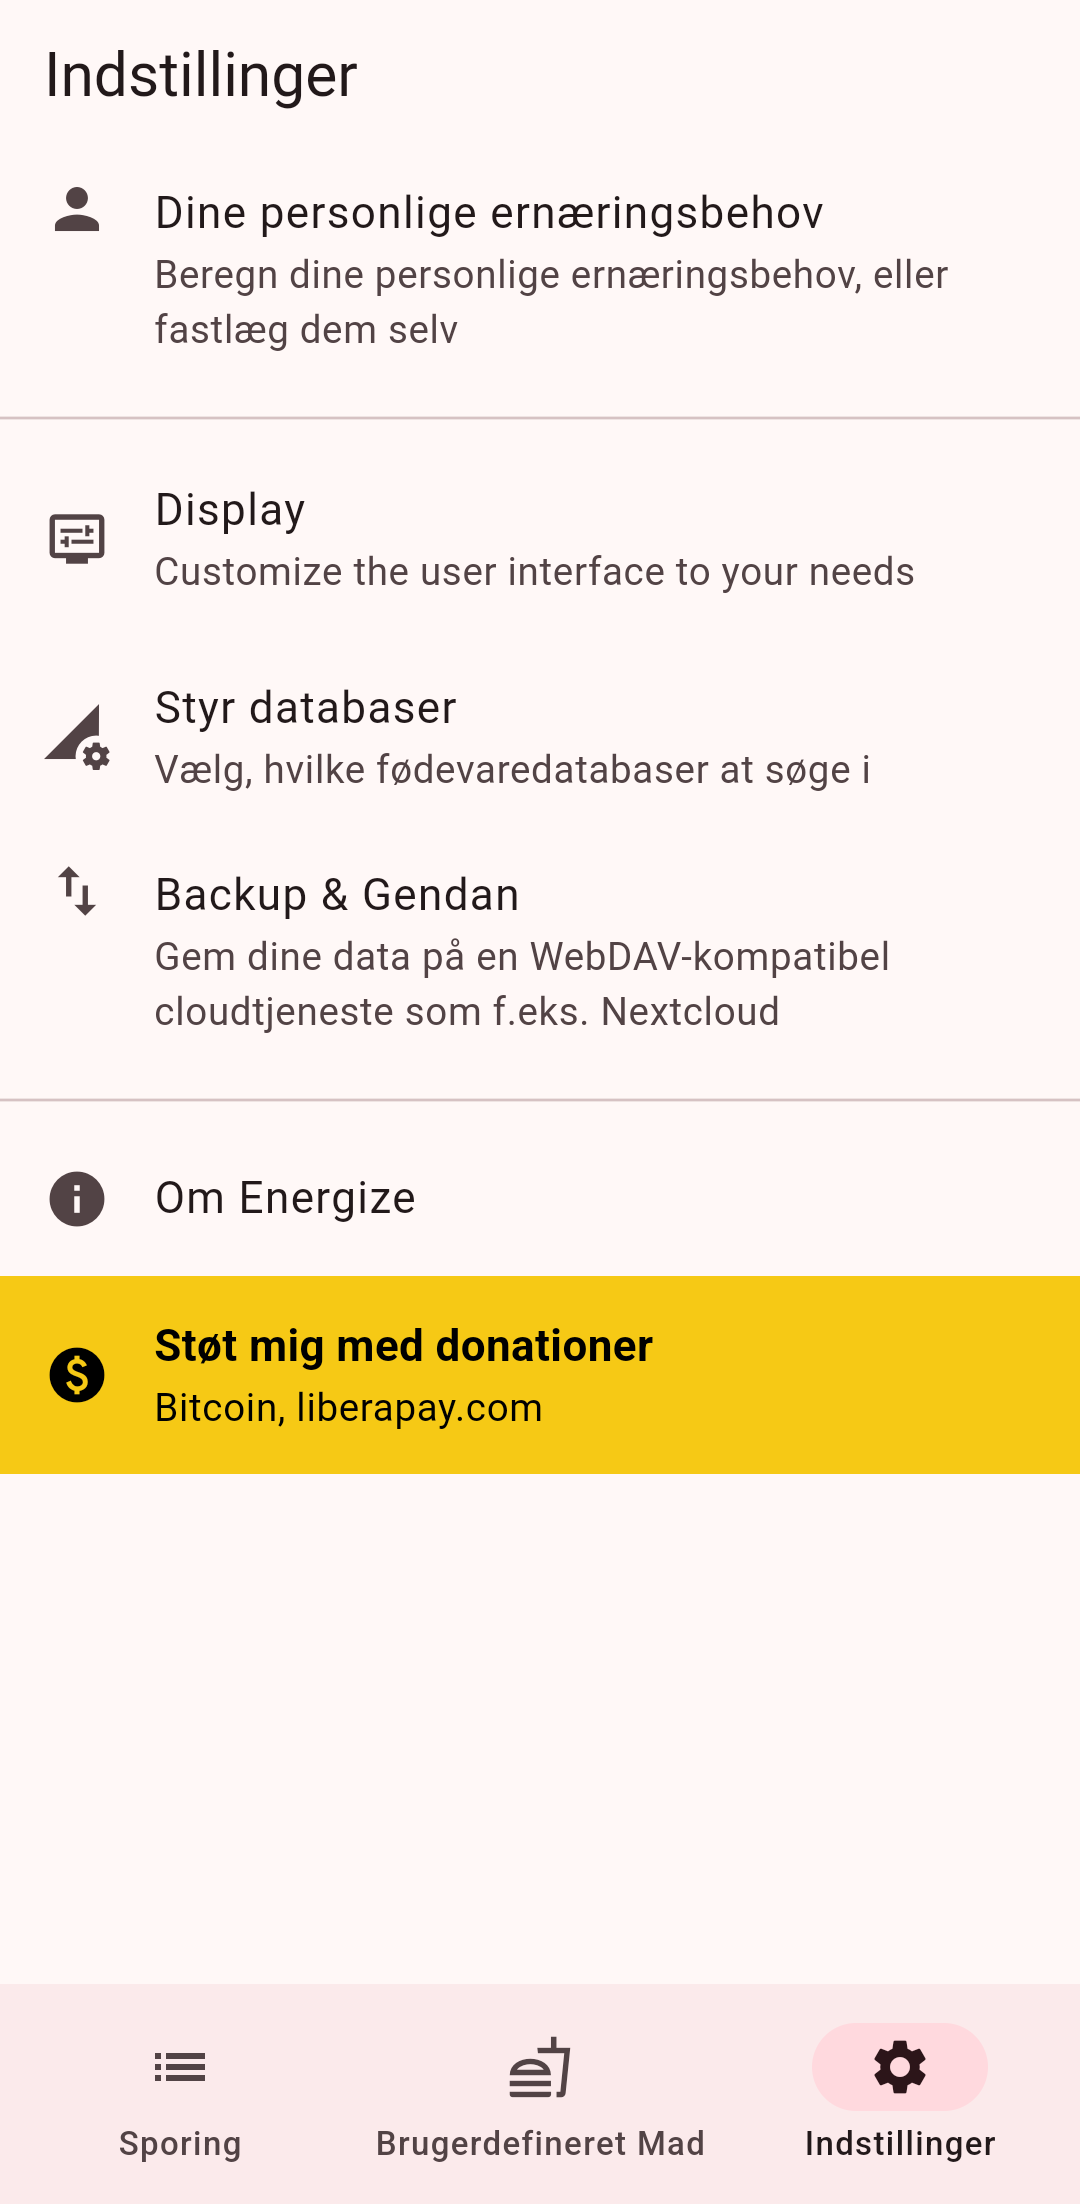 Indstillinger
Dine personlige ernæringsbehov
Beregn dine personlige ernæringsbehov, eller
fastlæg dem selv
Display
Customize the user interface to your needs
Styr databaser
Vælg, hvilke fødevaredatabaser at søge i
Backup & Gendan
Gem dine data på en WebDAV-kompatibel
cloudtjeneste som f.eks. Nextcloud
Om Energize
Støt mig med donationer
Bitcoin, liberapay.com
Sporing
Brugerdefineret Mad
Indstillinger